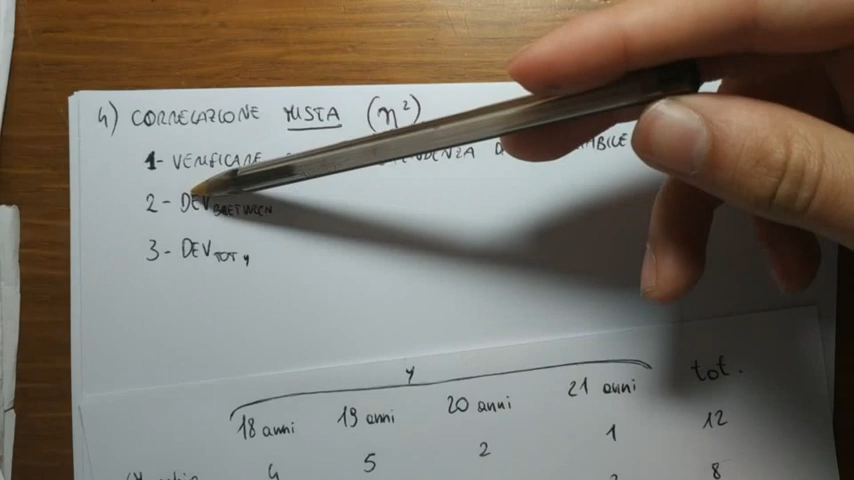 4) CORRELAZIONE MISTA (η²)
1- VERIFICARE
2- DEV BETWEEN
3- DEV TOT y
y
18 anni 19 anni 20 anni 21 anni tot.
4 5 2 1 12
8